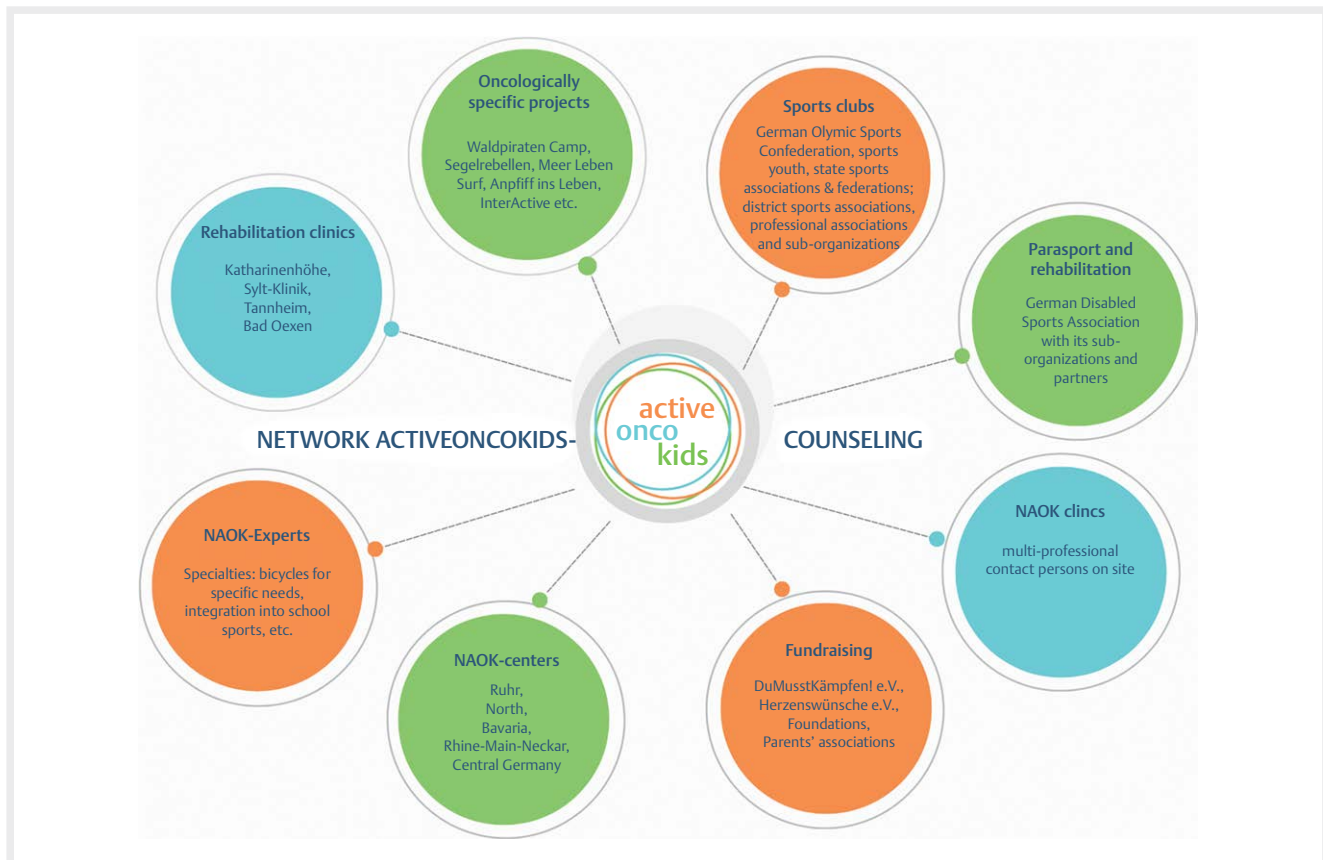 Oncologically
specific projects
Waldpiraten Camp,
Segelrebellen, Meer Leben
Surf, Anpfiff ins Leben,
InterActive etc.
Sports clubs
German Olymic Sports
Confederation, sports
youth, state sports
associations & federations;
district sports associations,
professional associations
and sub-organizations
Rehabilitation clinics
Katharinenhöhe,
Sylt-Klinik,
Tannheim,
Bad Oexen
Parasport and
rehabilitation
German Disabled
Sports Association
with its sub-
organizations and
partners
NETWORK ACTIVEONCOKIDS-
active
onco
kids
COUNSELING
NAOK-Experts
Specialties: bicycles for
specific needs,
integration into school
sports, etc.
NAOK clincs
multi-professional
contact persons on site
NAOK-centers
Ruhr,
North,
Bavaria,
Rhine-Main-Neckar,
Central Germany
Fundraising
DuMusstKämpfen! e.V.,
Herzenswünsche e.V.,
Foundations,
Parents’ associations